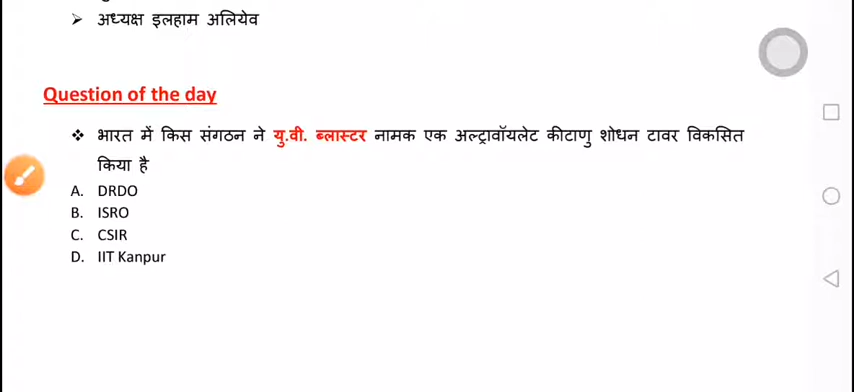 ➢ अध्यक्ष इलहाम अलियेव
Question of the day
❖ भारत में किस संगठन ने यु.वी. ब्लास्टर नामक एक अल्ट्रावॉयलेट कीटाणु शोधन टावर विकसित
किया है
A. DRDO
B. ISRO
C. CSIR
D. IIT Kanpur